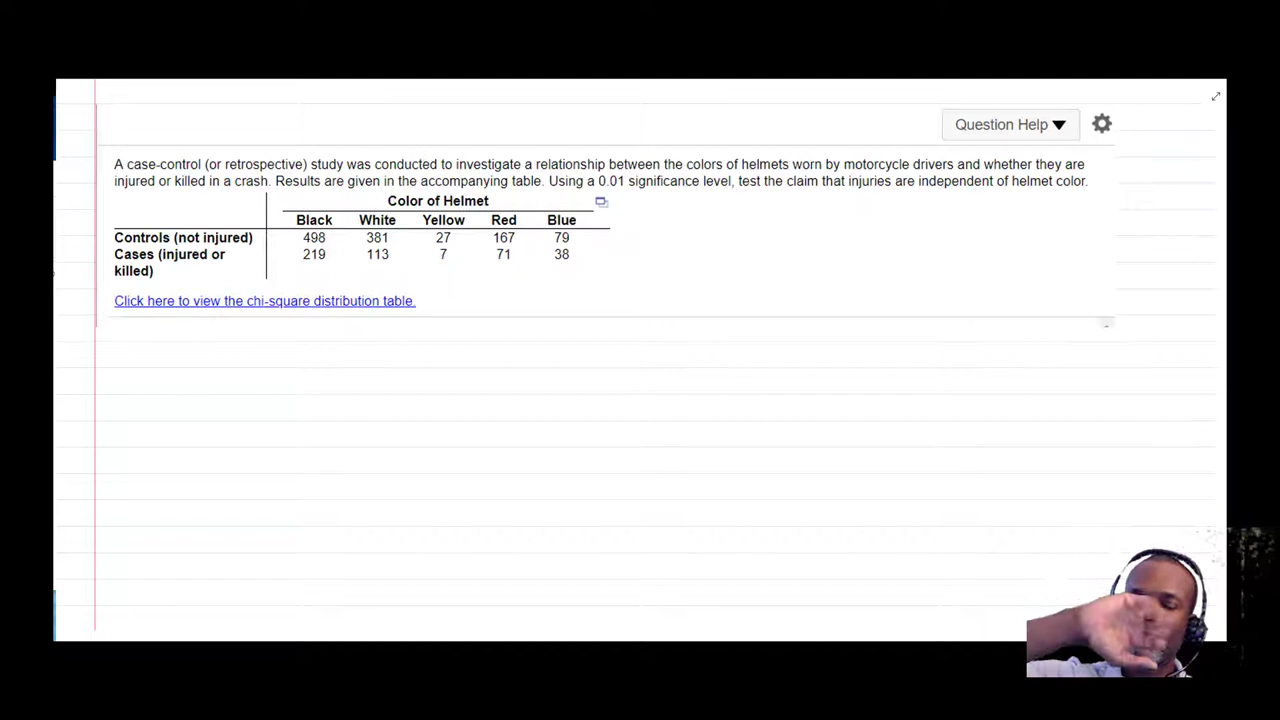 Question Help
A case-control (or retrospective) study was conducted to investigate a relationship between the colors of helmets worn by motorcycle drivers and whether they are
injured or killed in a crash. Results are given in the accompanying table. Using a 0.01 significance level, test the claim that injuries are independent of helmet color.
Color of Helmet
Black White Yellow Red Blue
Controls (not injured) 498 381 27 167 79
Cases (injured or 219 113 7 71 38
killed)
Click here to view the chi-square distribution table.